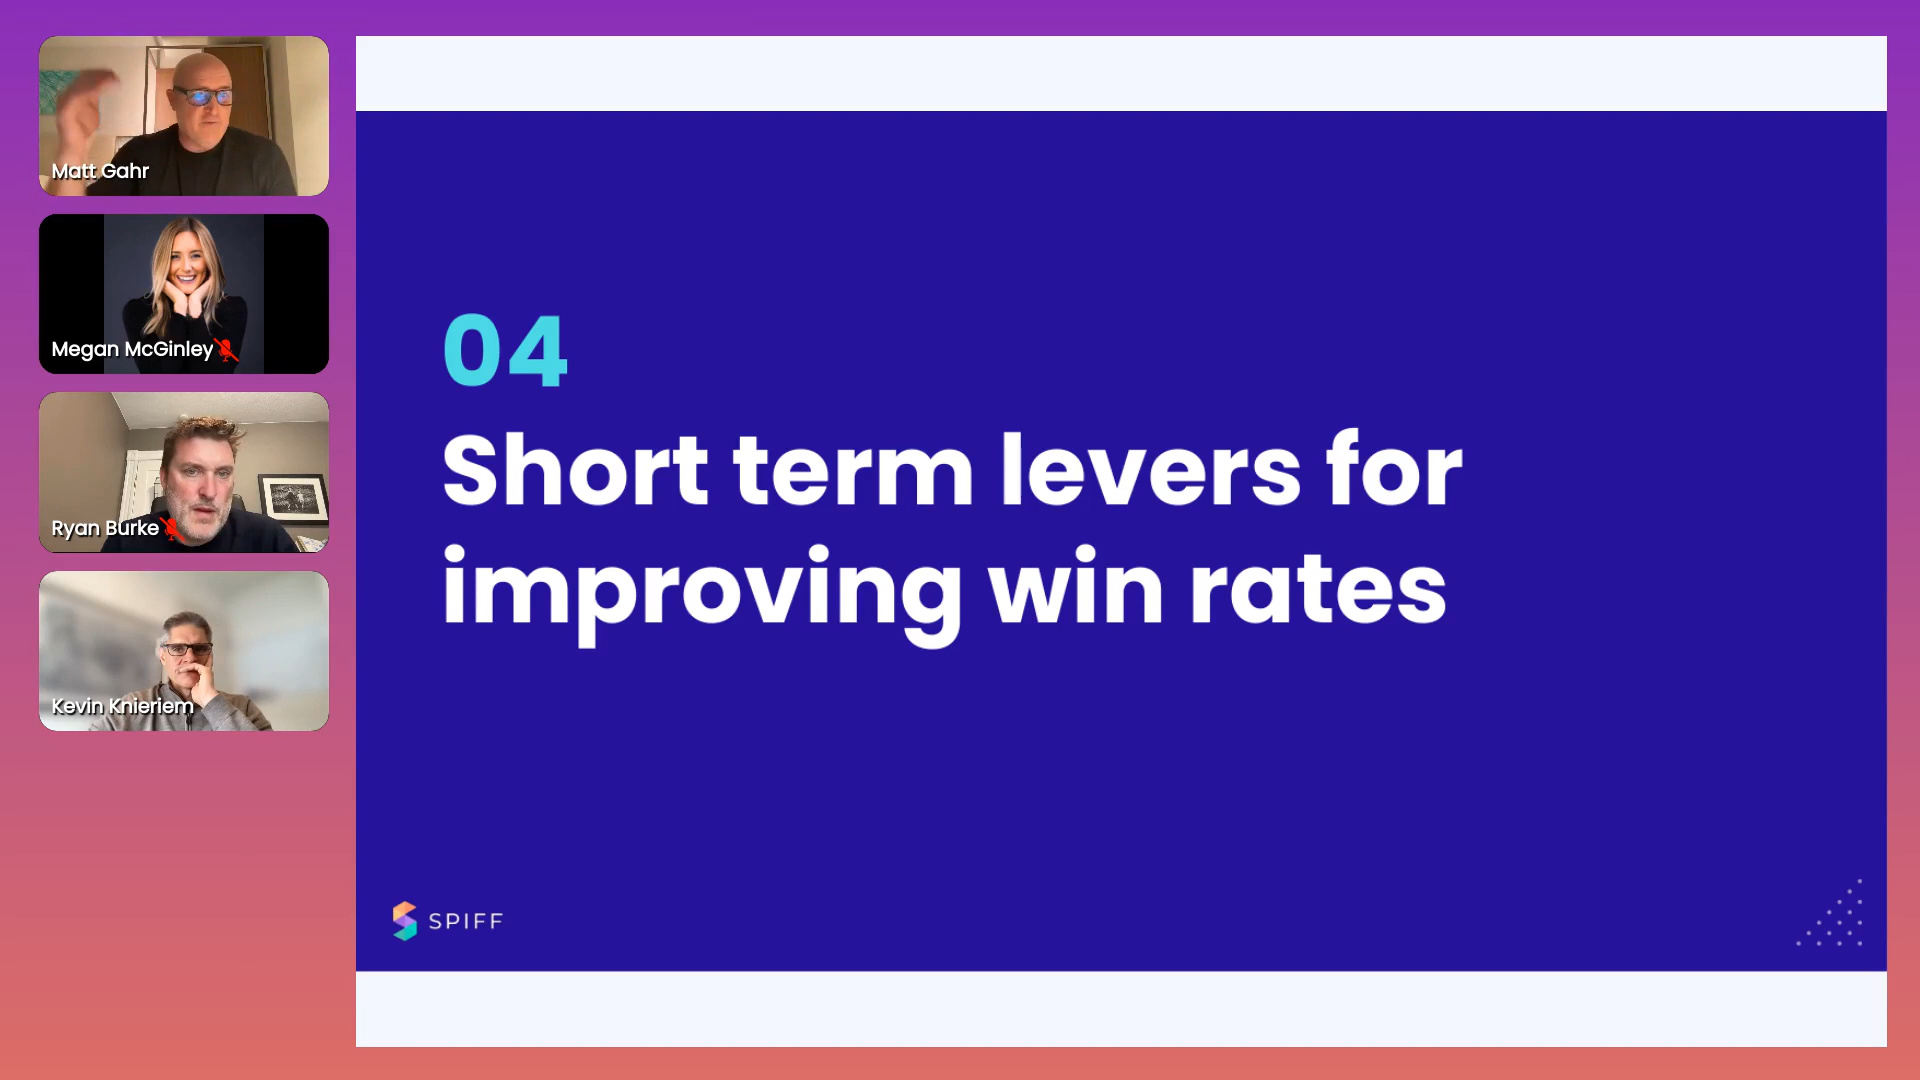 Matt Gahr
Megan McGinley
Ryan Burke
Kevin Knieriem
04
Short term levers for
improving win rates
SPIFF